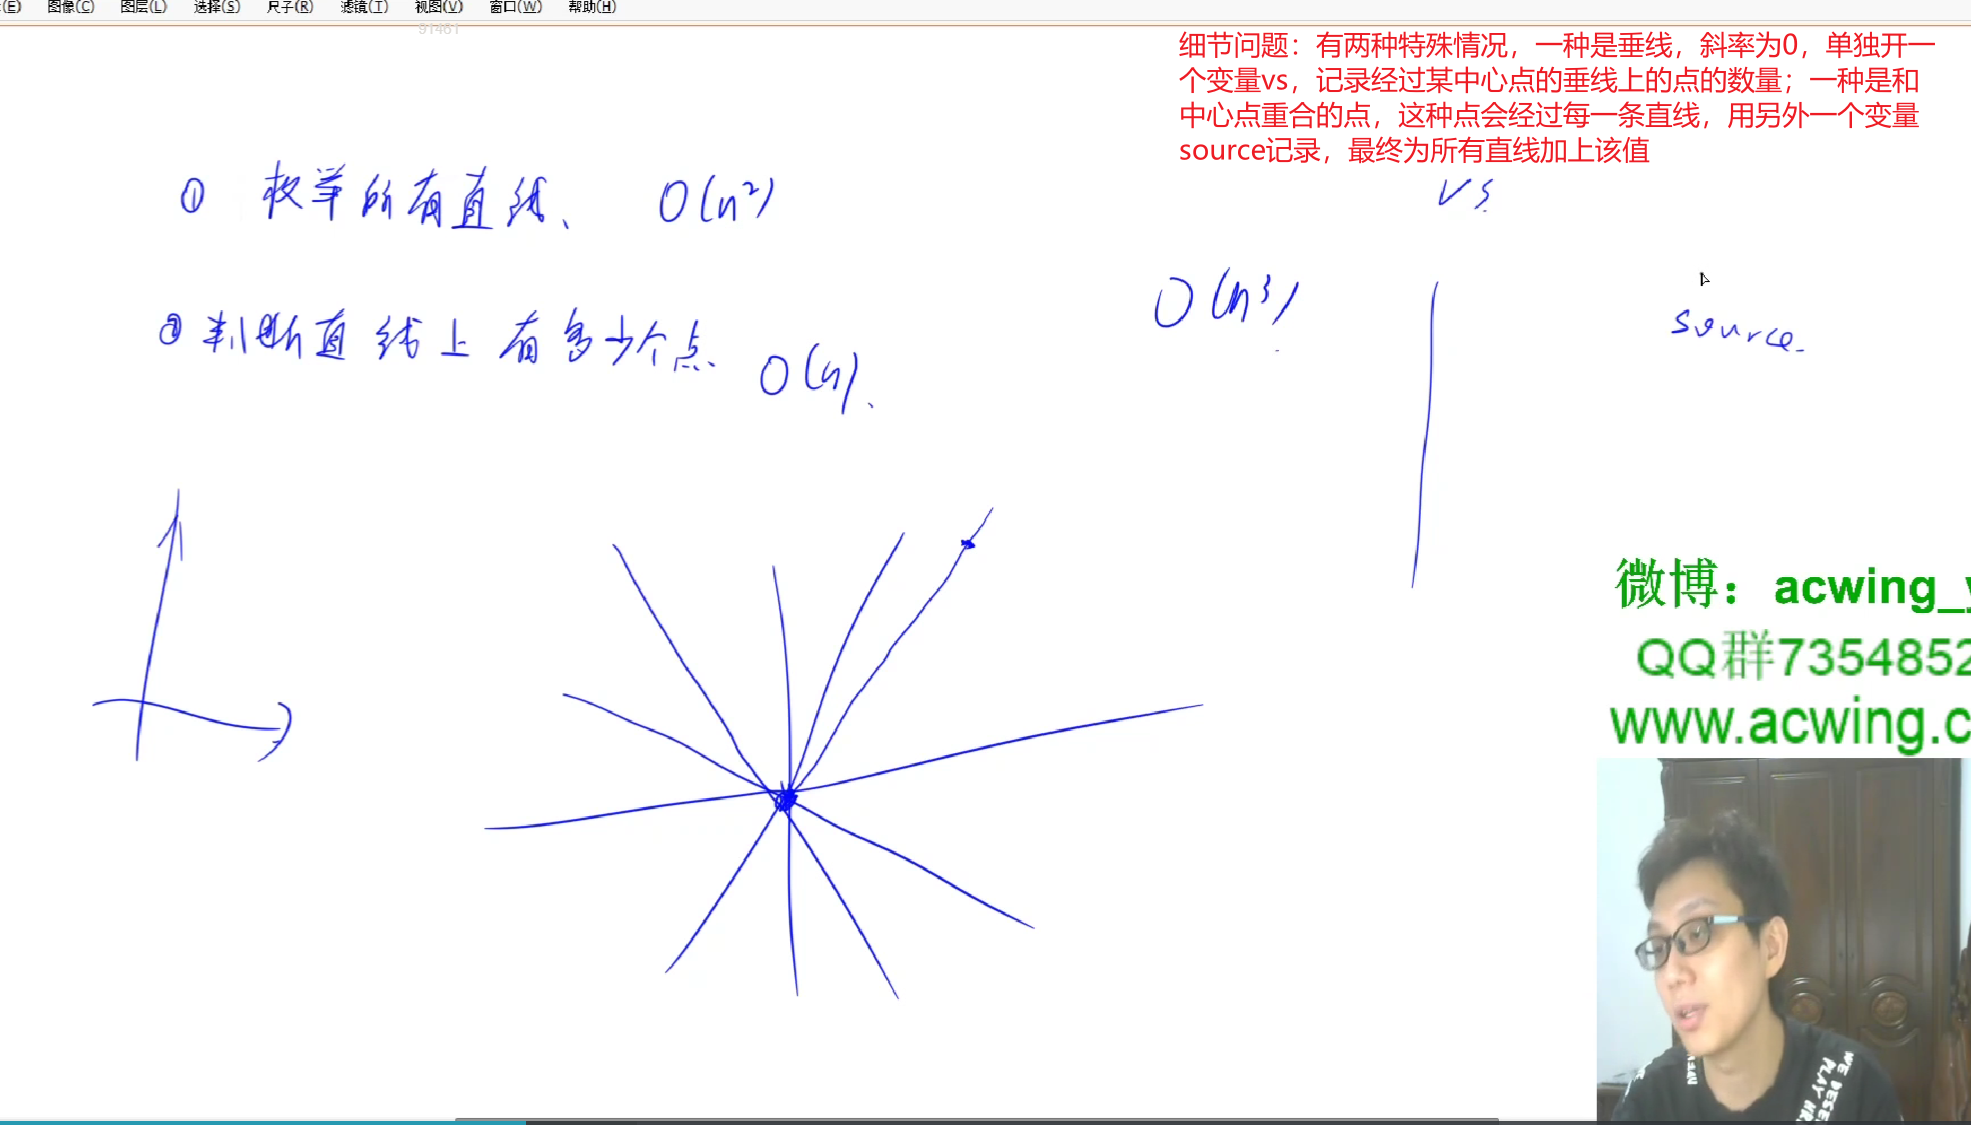 (E) 图像(C) 图层(L) 选择(S) 尺子(R) 滤镜(T) 视图(V) 窗口(W) 帮助(H)
91461
细节问题：有两种特殊情况，一种是垂线，斜率为0，单独开一
个变量vs，记录经过某中心点的垂线上的点的数量；一种是和
中心点重合的点，这种点会经过每一条直线，用另外一个变量
source记录，最终为所有直线加上该值
① 枚举所有直线、 O(n²)
vs.
O(n³)
② 判断直线上有多少个点. O(n).
source.
微博：acwing_y
QQ群7354852
www.acwing.c